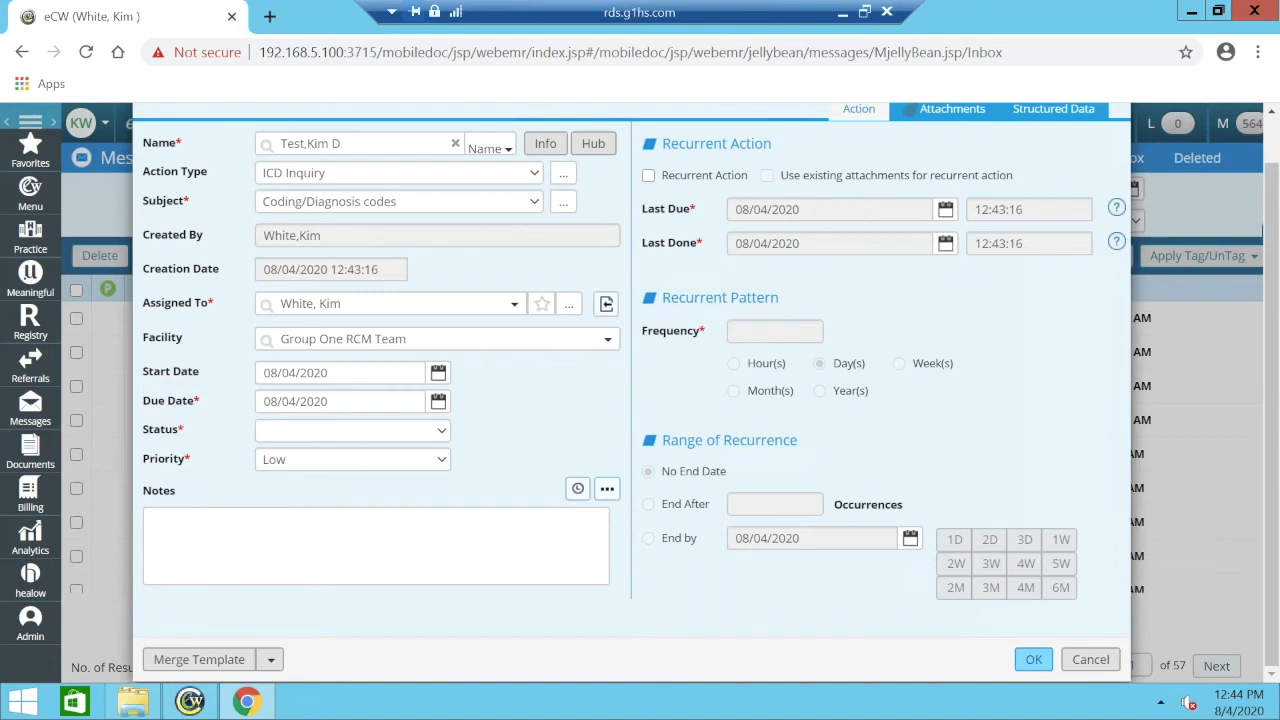 eCW (White, Kim )
rds.g1hs.com
Not secure
192.168.5.100:3715/mobiledoc/jsp/webemr/index.jsp#/mobiledoc/jsp/webemr/jellybean/messages/MjellyBean.jsp/Inbox
Apps
KW
L 0
M 564
Mes
Deleted
Delete
Apply Tag/UnTag
P
Favorites
Menu
Practice
Meaningful
Registry
Referrals
Messages
Documents
Billing
Analytics
healow
Admin
Action
Attachments
Structured Data
Name*
Test,Kim D
Name
Info
Hub
Action Type
ICD Inquiry
...
Subject*
Coding/Diagnosis codes
...
Created By
White,Kim
Creation Date
08/04/2020 12:43:16
Assigned To*
White, Kim
...
Facility
Group One RCM Team
Start Date
08/04/2020
Due Date*
08/04/2020
Status*
Priority*
Low
Notes
Recurrent Action
Recurrent Action
Use existing attachments for recurrent action
Last Due*
08/04/2020
12:43:16
?
Last Done*
08/04/2020
12:43:16
?
Recurrent Pattern
Frequency*
Hour(s)
Day(s)
Week(s)
Month(s)
Year(s)
Range of Recurrence
No End Date
End After
Occurrences
End by
08/04/2020
1D 2D 3D 1W
2W 3W 4W 5W
2M 3M 4M 6M
AM
AM
AM
AM
Merge Template
OK
Cancel
No. of Resu
of 57
Next
12:44 PM
8/4/2020